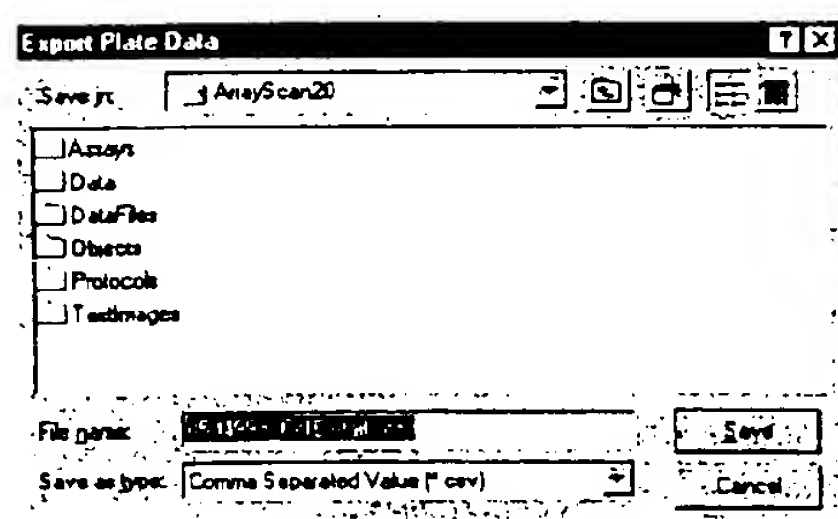 Export Plate Data
Save in: ArrayScan20
Assays
Data
DataFiles
Objects
Protocols
TestImages
File name:
Save
Save as type: Comma Separated Value (*.csv)
Cancel